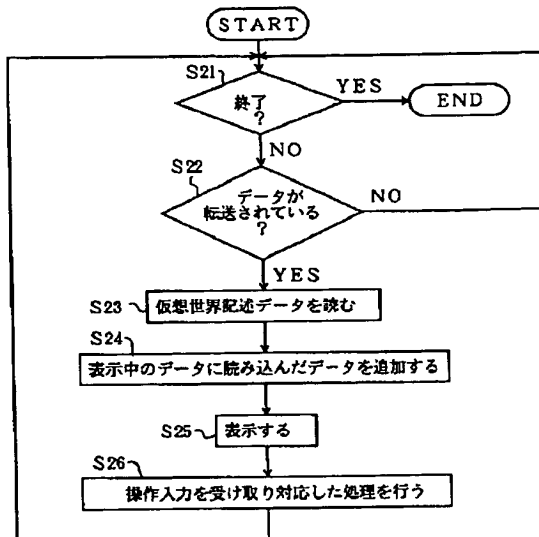 START
S21
終了
?
YES
END
NO
S22
データが
転送されている
?
NO
YES
S23
仮想世界記述データを読む
S24
表示中のデータに読み込んだデータを追加する
S25
表示する
S26
操作入力を受け取り対応した処理を行う